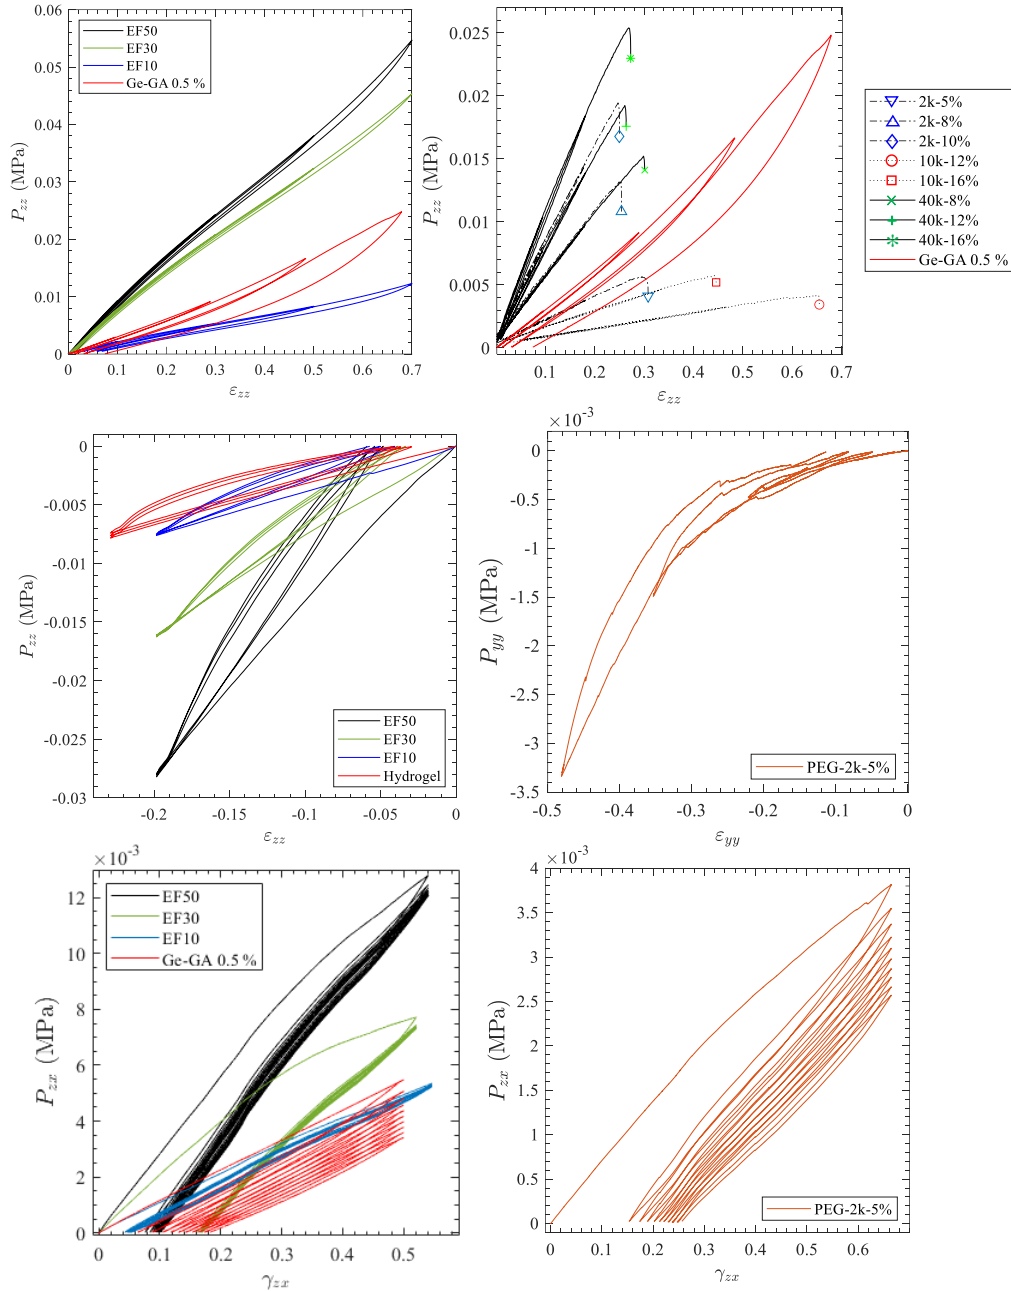 EF50
EF30
EF10
Ge-GA 0.5 %
0.06
0.05
0.04
0.03
0.02
0.01
0
P_zz (MPa)
0 0.1 0.2 0.3 0.4 0.5 0.6 0.7
ε_zz
0.025
0.02
0.015
0.01
0.005
0
P_zz (MPa)
0.1 0.2 0.3 0.4 0.5 0.6 0.7
ε_zz
2k-5%
2k-8%
2k-10%
10k-12%
10k-16%
40k-8%
40k-12%
40k-16%
Ge-GA 0.5 %
0
-0.005
-0.01
-0.015
-0.02
-0.025
-0.03
P_zz (MPa)
-0.2 -0.15 -0.1 -0.05 0
ε_zz
EF50
EF30
EF10
Hydrogel
×10^-3
0
-0.5
-1
-1.5
-2
-2.5
-3
-3.5
P_yy (MPa)
-0.5 -0.4 -0.3 -0.2 -0.1 0
ε_yy
PEG-2k-5%
×10^-3
EF50
EF30
EF10
Ge-GA 0.5 %
12
10
8
6
4
2
0
P_zx (MPa)
0 0.1 0.2 0.3 0.4 0.5
γ_zx
×10^-3
4
3.5
3
2.5
2
1.5
1
0.5
0
P_zx (MPa)
0 0.1 0.2 0.3 0.4 0.5 0.6
γ_zx
PEG-2k-5%